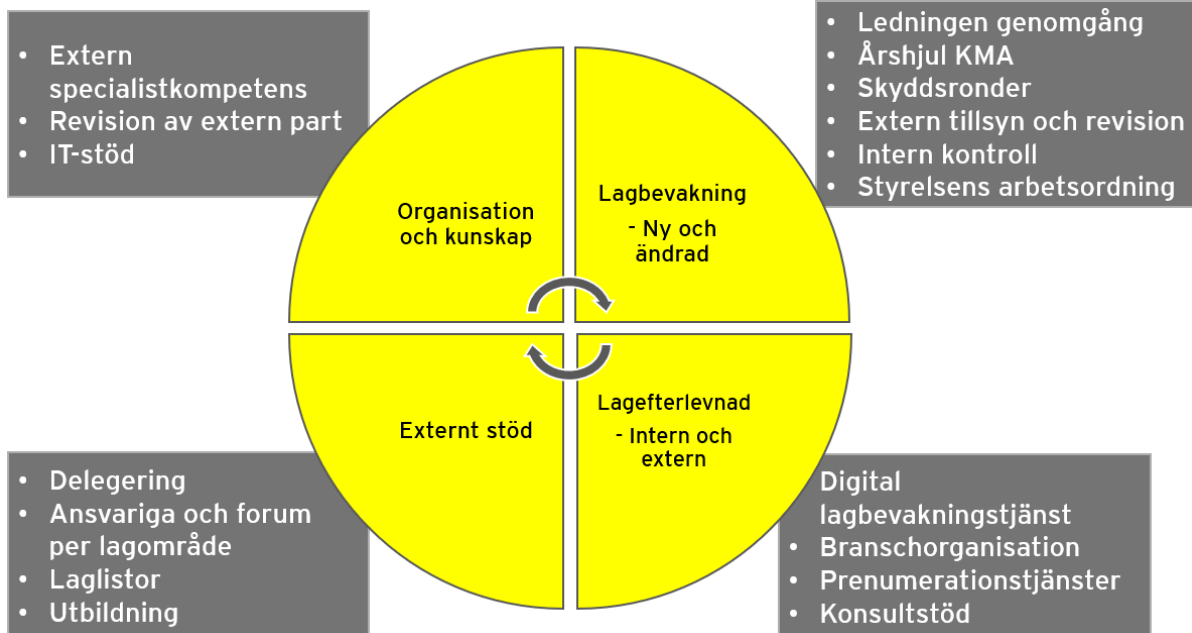 • Extern
specialistkompetens
• Revision av extern part
• IT-stöd
• Ledningen genomgång
• Årshjul KMA
• Skyddsronder
• Extern tillsyn och revision
• Intern kontroll
• Styrelsens arbetsordning
Organisation
och kunskap
Lagbevakning
- Ny och
ändrad
Externt stöd
Lagefterlevnad
- Intern och
extern
• Delegering
• Ansvariga och forum
per lagområde
• Laglistor
• Utbildning
Digital
lagbevakningstjänst
• Branschorganisation
• Prenumerationstjänster
• Konsultstöd